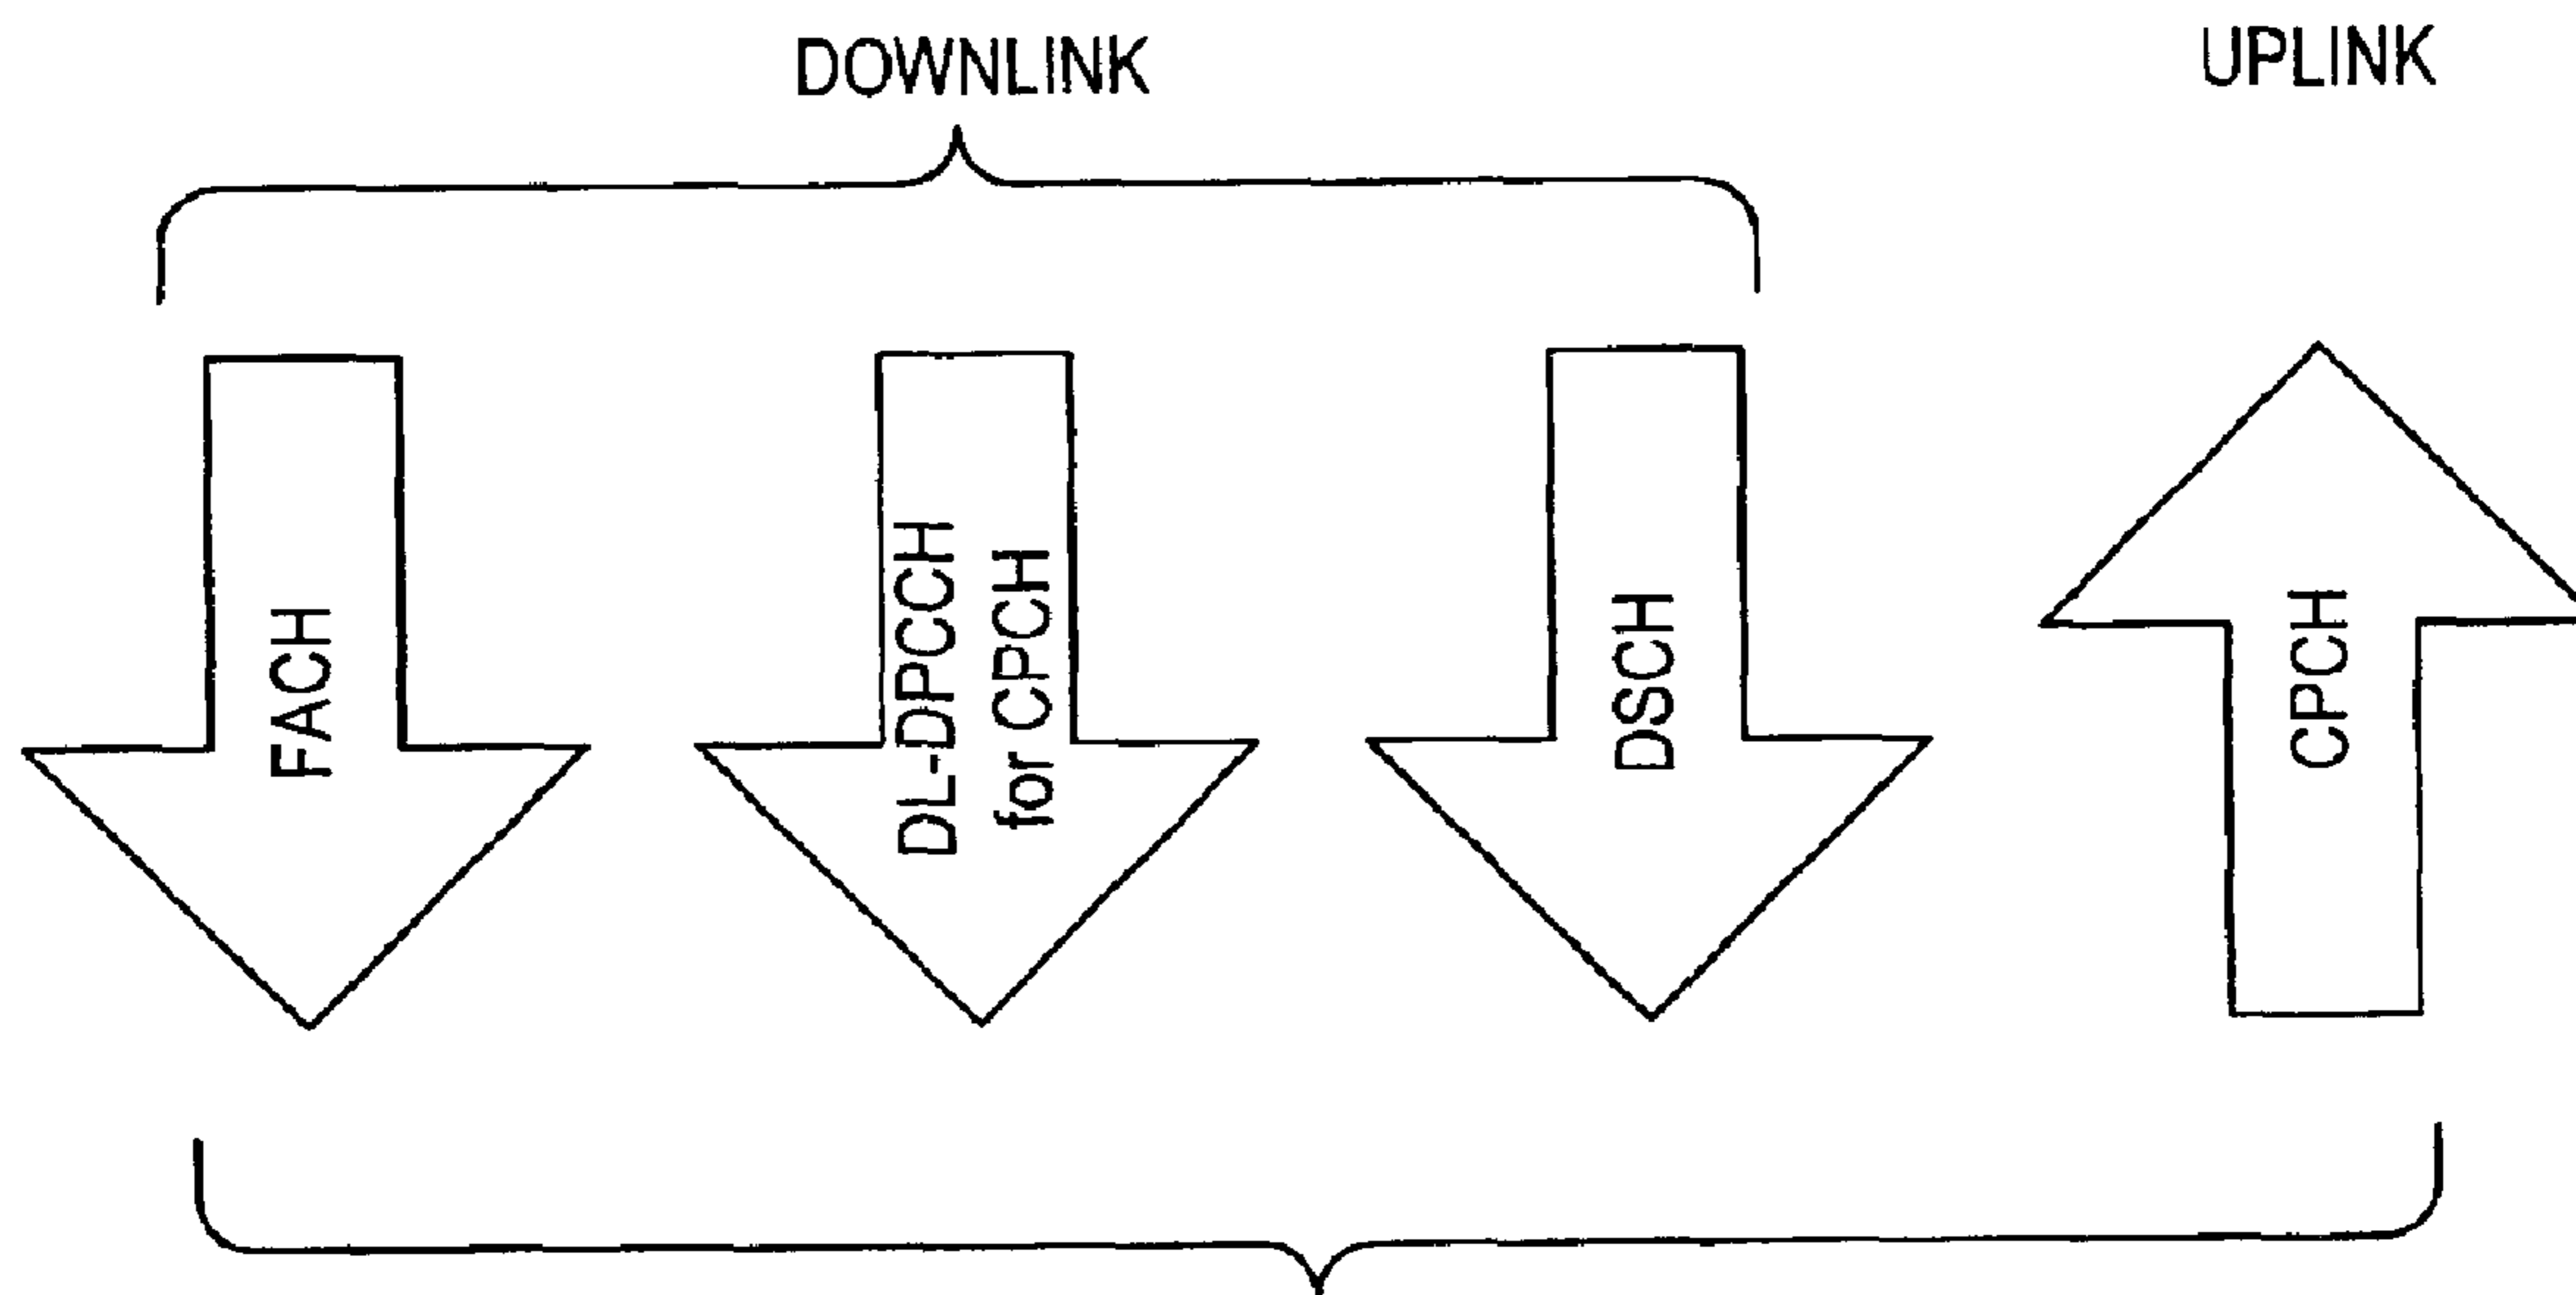 DOWNLINK
UPLINK
FACH
DL-DPCCH
for CPCH
DSCH
CPCH